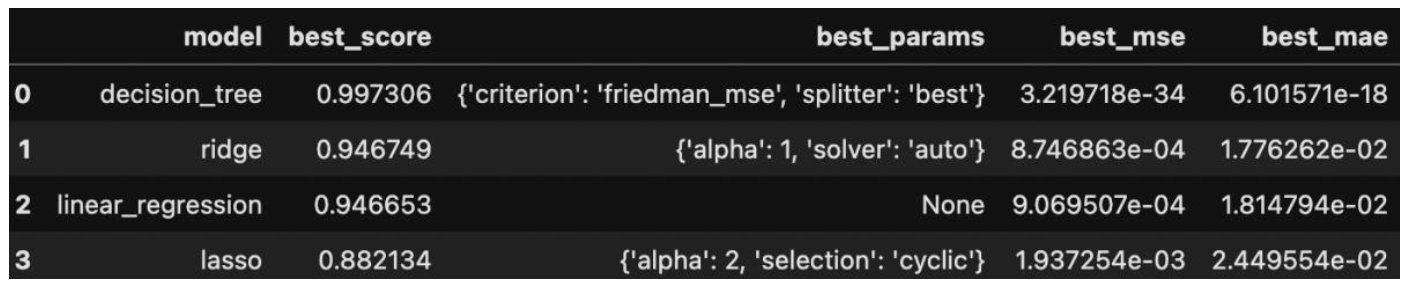 model best_score best_params best_mse best_mae
0 decision_tree 0.997306 {'criterion': 'friedman_mse', 'splitter': 'best'} 3.219718e-34 6.101571e-18
1 ridge 0.946749 {'alpha': 1, 'solver': 'auto'} 8.746863e-04 1.776262e-02
2 linear_regression 0.946653 None 9.069507e-04 1.814794e-02
3 lasso 0.882134 {'alpha': 2, 'selection': 'cyclic'} 1.937254e-03 2.449554e-02